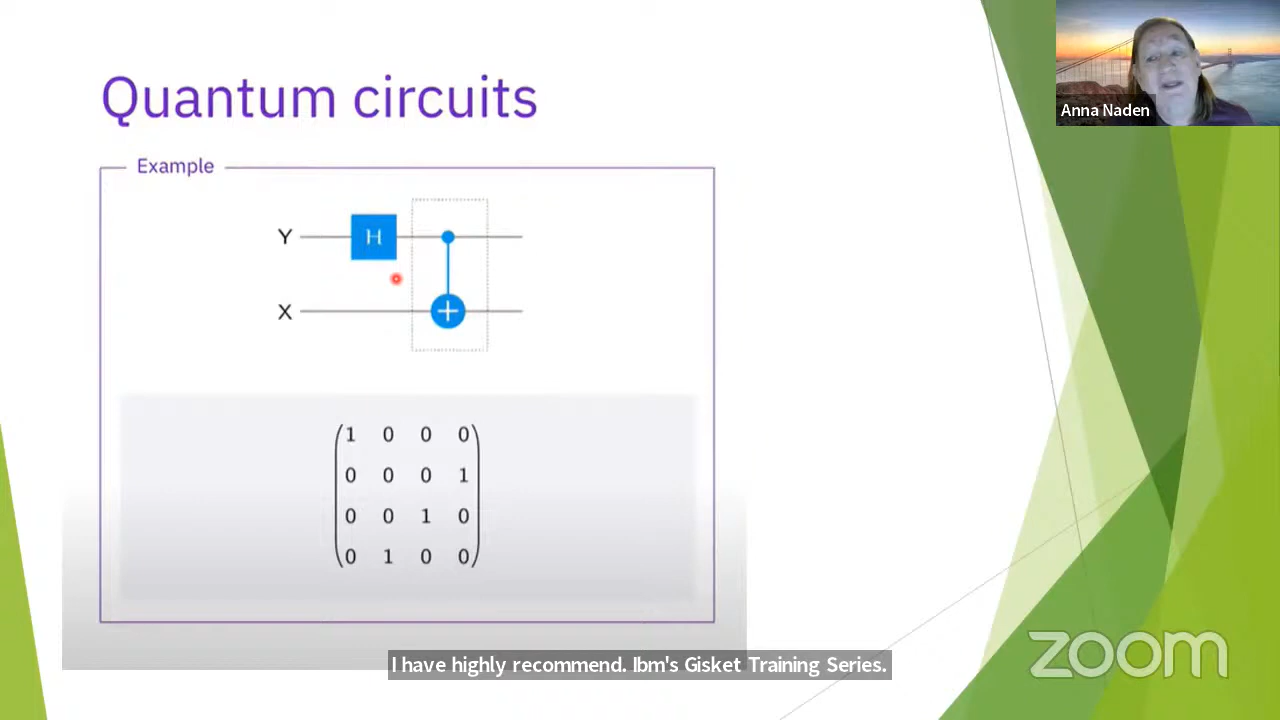 Quantum circuits
Anna Naden
Example
Y H
X +
1 0 0 0
0 0 0 1
0 0 1 0
0 1 0 0
I have highly recommend. Ibm's Gisket Training Series.
zoom